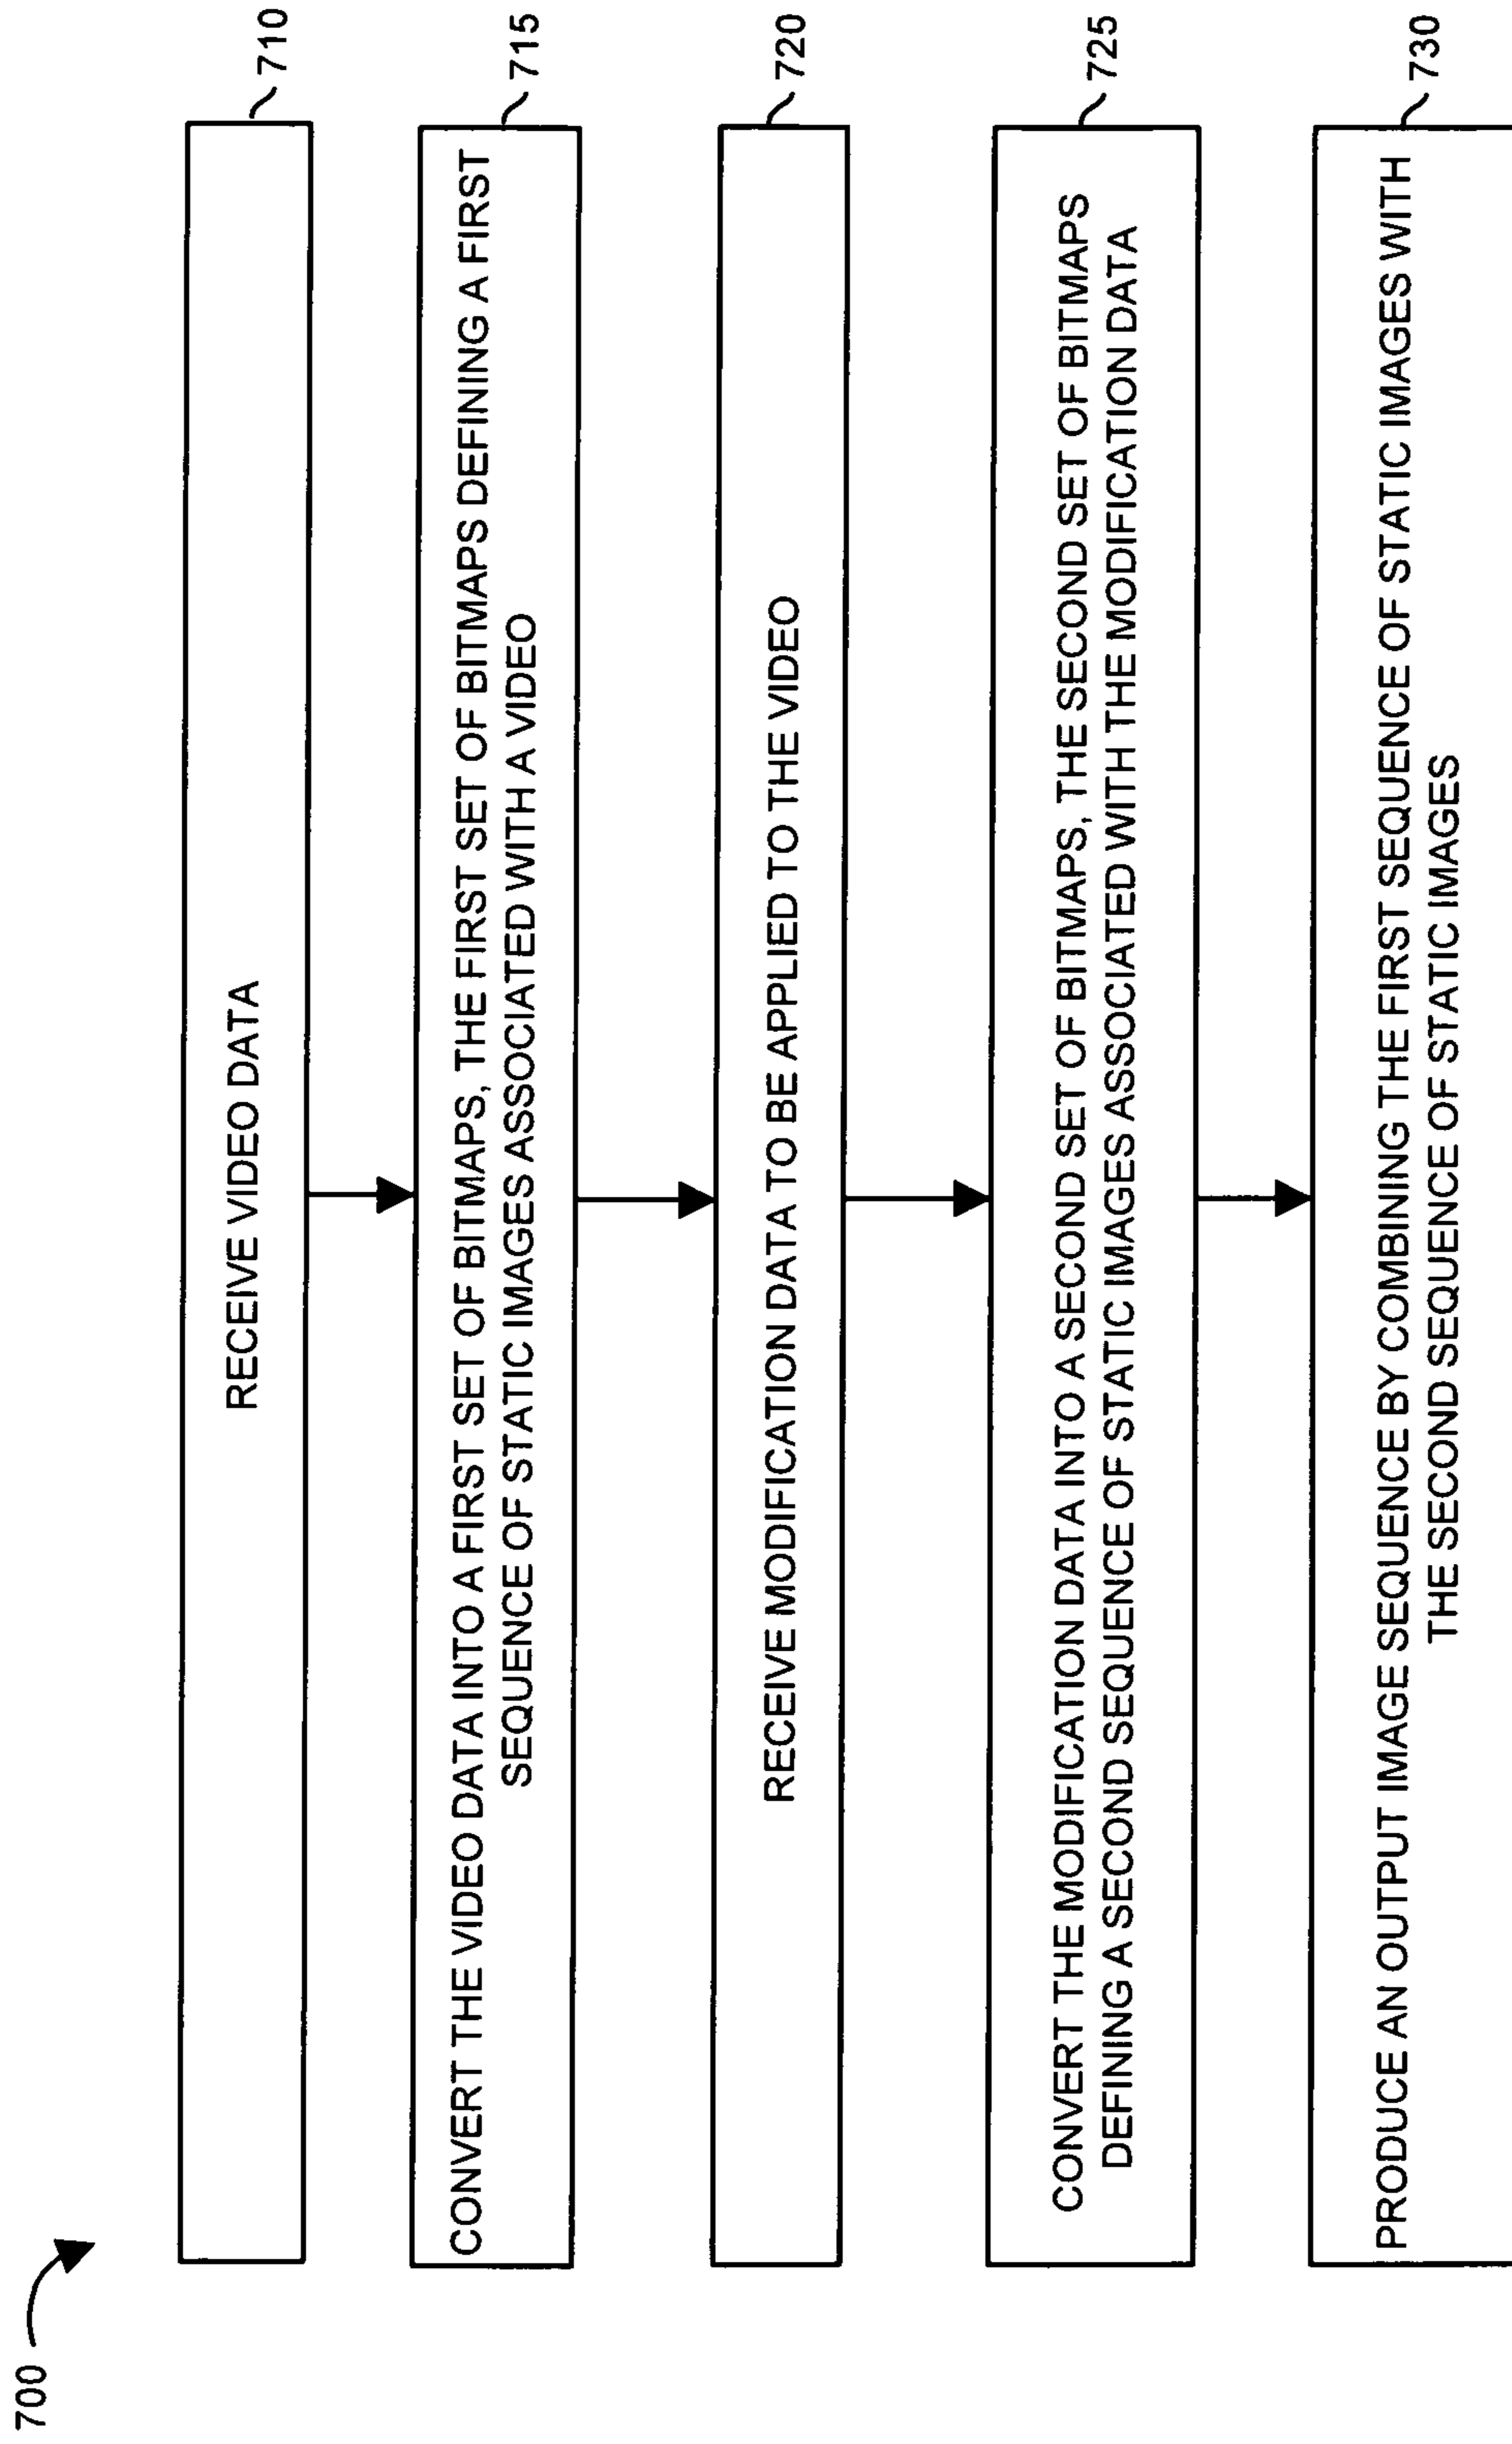 700
RECEIVE VIDEO DATA
710
CONVERT THE VIDEO DATA INTO A FIRST SET OF BITMAPS, THE FIRST SET OF BITMAPS DEFINING A FIRST
SEQUENCE OF STATIC IMAGES ASSOCIATED WITH A VIDEO
715
RECEIVE MODIFICATION DATA TO BE APPLIED TO THE VIDEO
720
CONVERT THE MODIFICATION DATA INTO A SECOND SET OF BITMAPS, THE SECOND SET OF BITMAPS
DEFINING A SECOND SEQUENCE OF STATIC IMAGES ASSOCIATED WITH THE MODIFICATION DATA
725
PRODUCE AN OUTPUT IMAGE SEQUENCE BY COMBINING THE FIRST SEQUENCE OF STATIC IMAGES WITH
THE SECOND SEQUENCE OF STATIC IMAGES
730